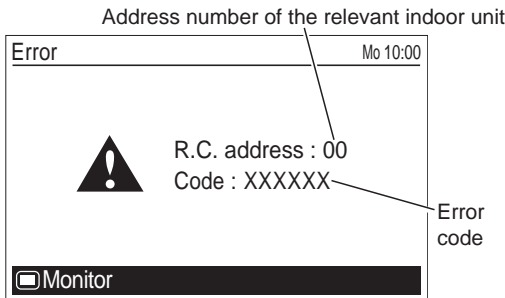 Address number of the relevant indoor unit
Error Mo 10:00
R.C. address : 00
Code : XXXXXX
Error
code
Monitor